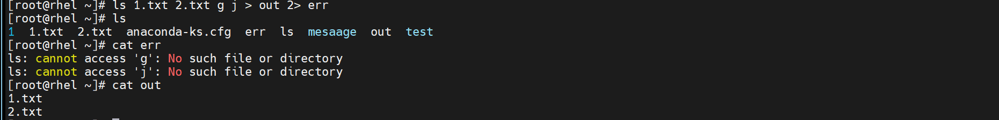 [root@rhel ~]# ls 1.txt 2.txt g j > out 2> err
[root@rhel ~]# ls
1  1.txt  2.txt  anaconda-ks.cfg  err  ls  mesaage  out  test
[root@rhel ~]# cat err
ls: cannot access 'g': No such file or directory
ls: cannot access 'j': No such file or directory
[root@rhel ~]# cat out
1.txt
2.txt